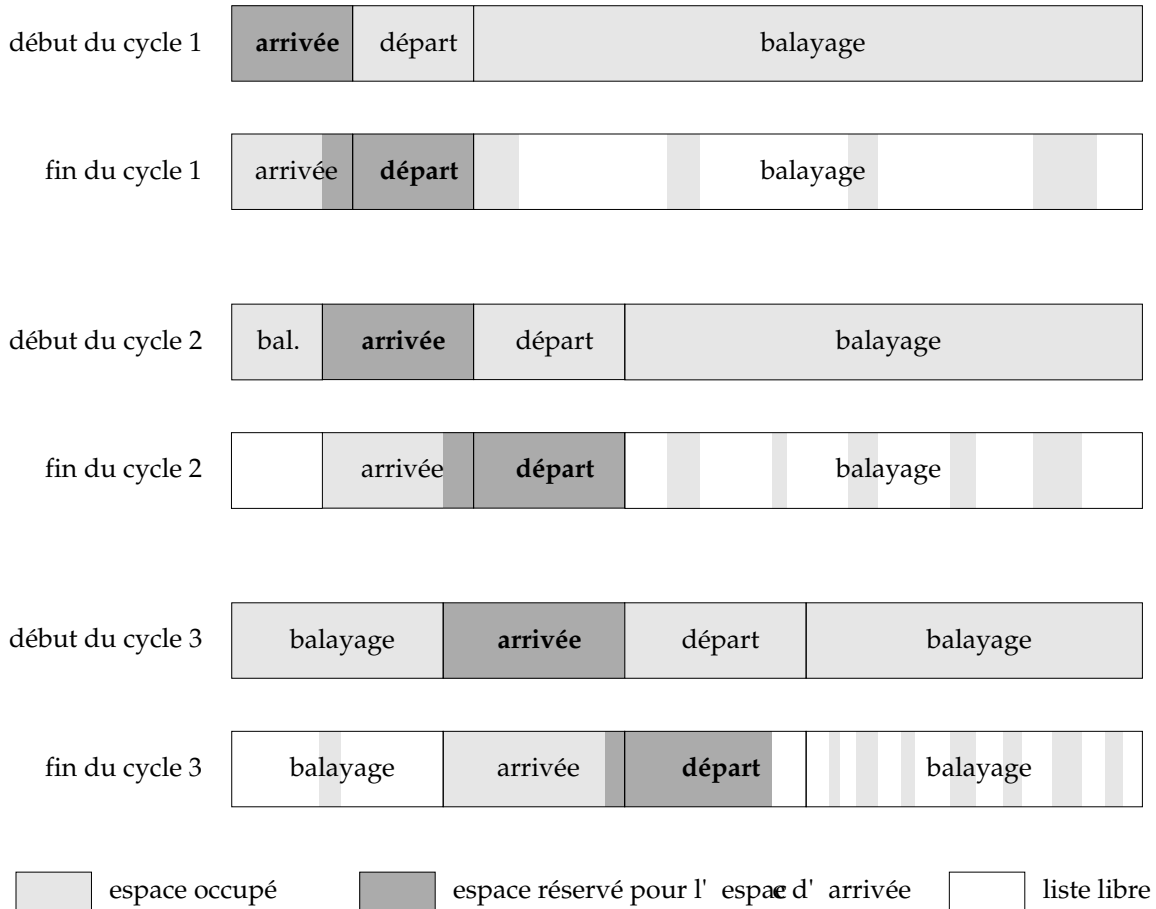 début du cycle 1 arrivée départ balayage
fin du cycle 1 arrivée départ balayage
début du cycle 2 bal. arrivée départ balayage
fin du cycle 2 arrivée départ balayage
début du cycle 3 balayage arrivée départ balayage
fin du cycle 3 balayage arrivée départ balayage
espace occupé espace réservé pour l' espace d' arrivée liste libre